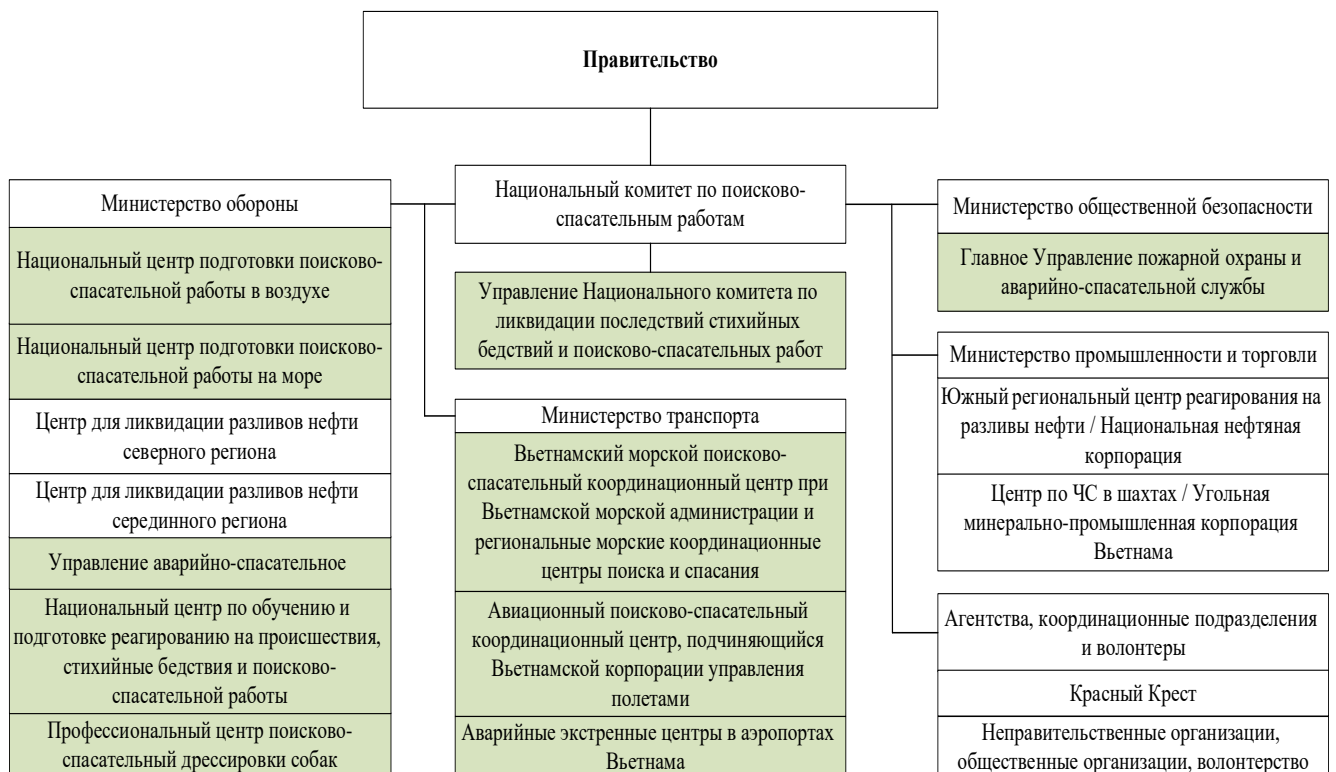 Правительство
Национальный комитет по поисково-
спасательным работам
Управление Национального комитета по
ликвидации последствий стихийных
бедствий и поисково-спасательных работ
Министерство обороны
Национальный центр подготовки поисково-
спасательной работы в воздухе
Национальный центр подготовки поисково-
спасательной работы на море
Центр для ликвидации разливов нефти
северного региона
Центр для ликвидации разливов нефти
серединного региона
Управление аварийно-спасательное
Национальный центр по обучению и
подготовке реагированию на происшествия,
стихийные бедствия и поисково-
спасательной работы
Профессиональный центр поисково-
спасательный дрессировки собак
Министерство транспорта
Вьетнамский морской поисково-
спасательный координационный центр при
Вьетнамской морской администрации и
региональные морские координационные
центры поиска и спасания
Авиационный поисково-спасательный
координационный центр, подчиняющийся
Вьетнамской корпорации управления
полетами
Аварийные экстренные центры в аэропортах
Вьетнама
Министерство общественной безопасности
Главное Управление пожарной охраны и
аварийно-спасательной службы
Министерство промышленности и торговли
Южный региональный центр реагирования на
разливы нефти / Национальная нефтяная
корпорация
Центр по ЧС в шахтах / Угольная
минерально-промышленная корпорация
Вьетнама
Агентства, координационные подразделения
и волонтеры
Красный Крест
Неправительственные организации,
общественные организации, волонтерство